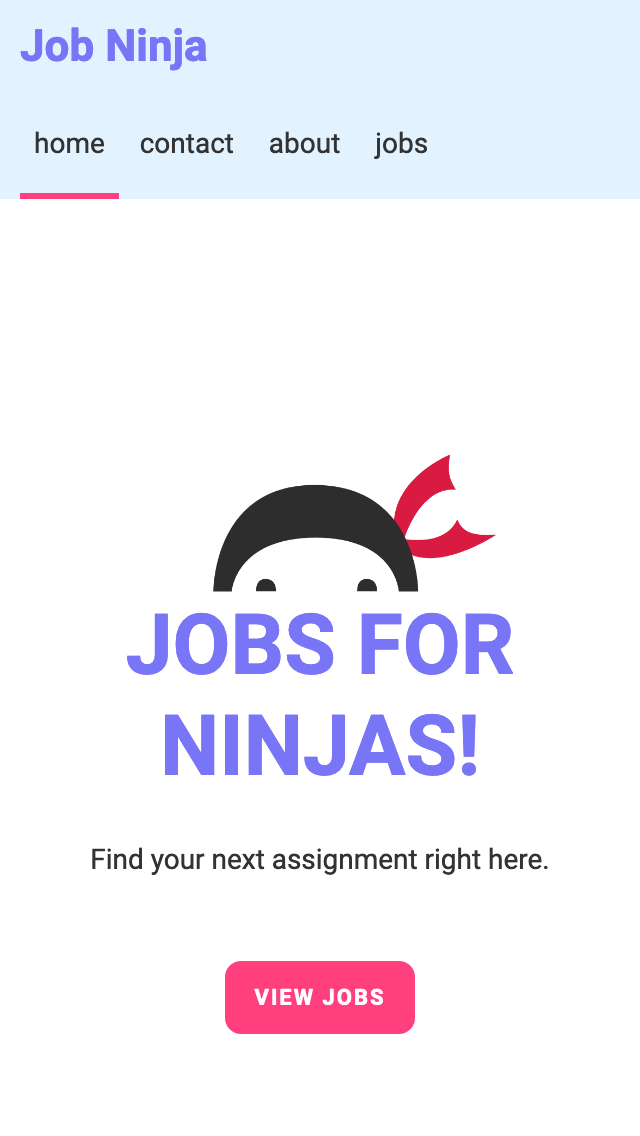 Job Ninja
home contact about jobs
JOBS FOR
NINJAS!
Find your next assignment right here.
VIEW JOBS